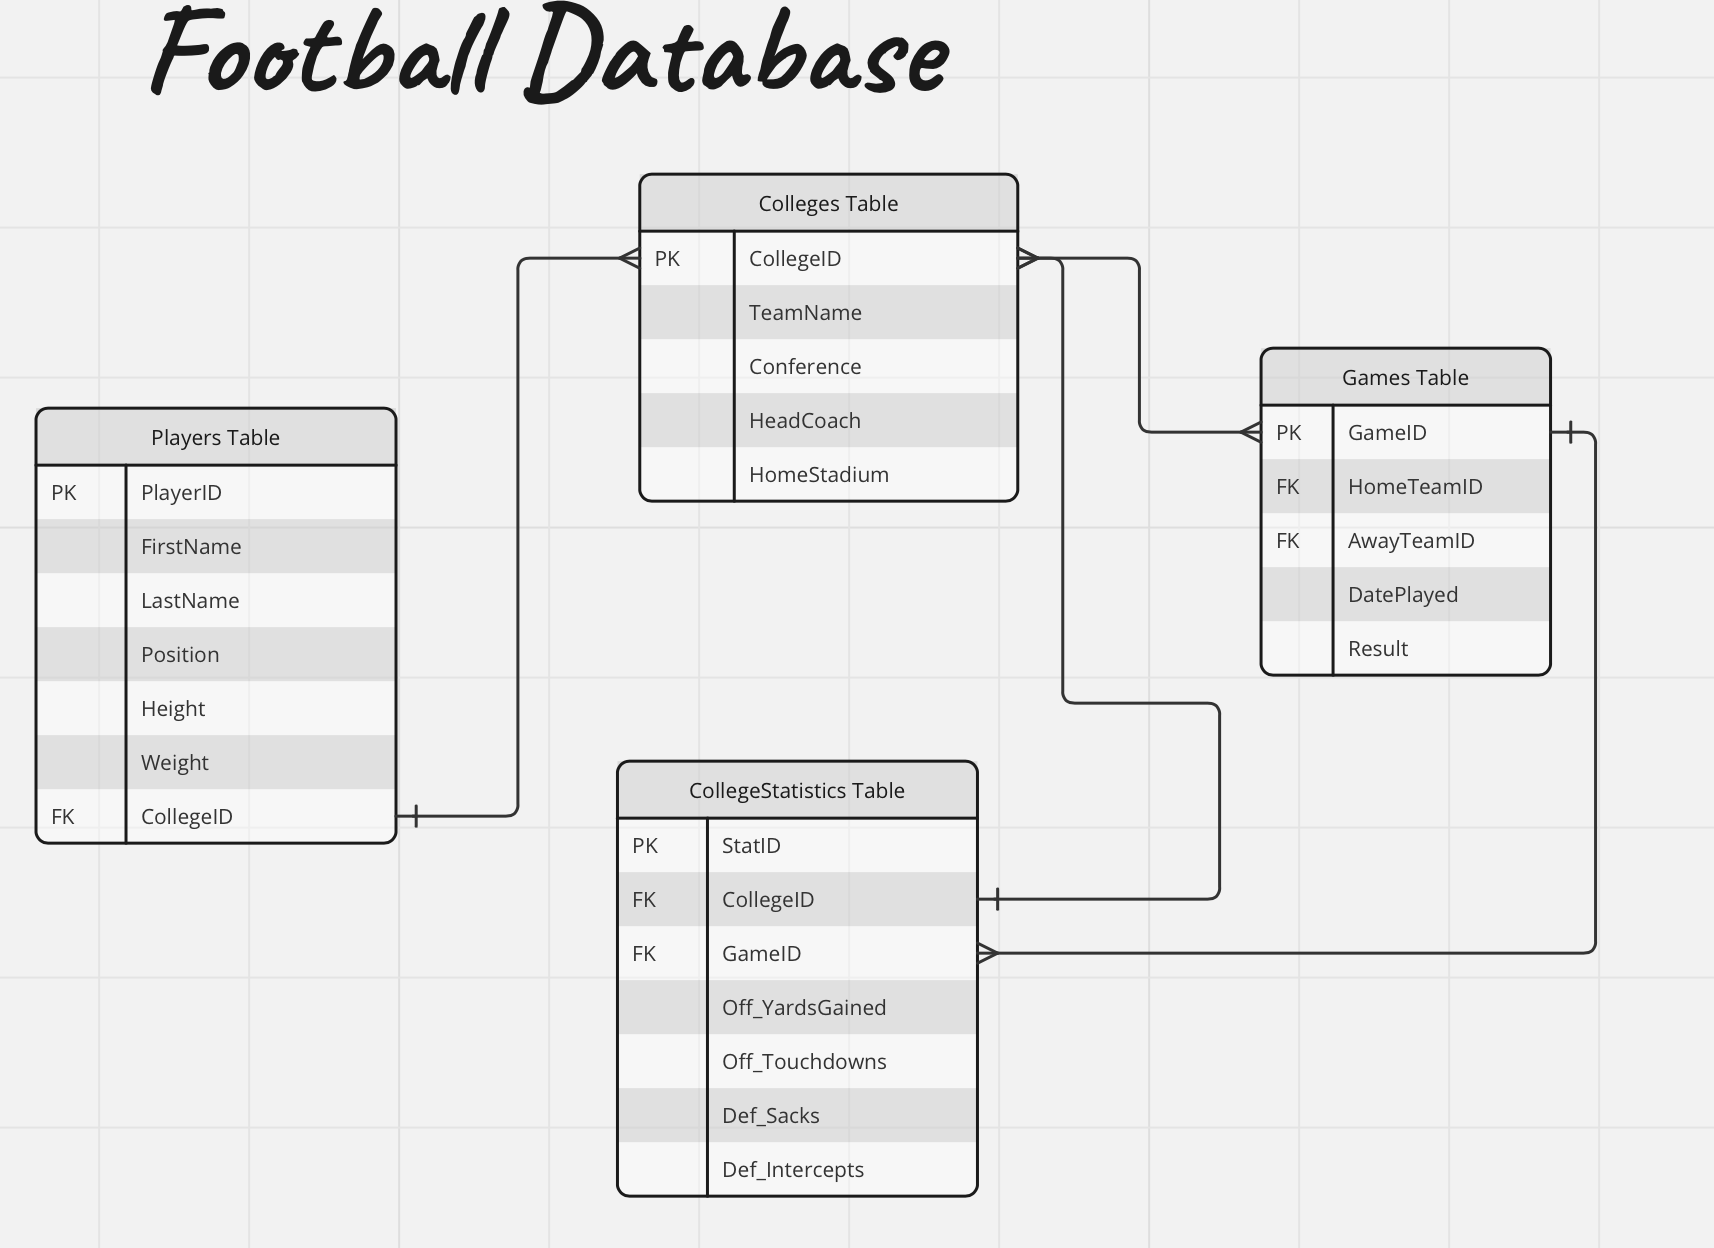 Football Database
Colleges Table
PK CollegeID
TeamName
Conference
HeadCoach
HomeStadium
Games Table
PK GameID
FK HomeTeamID
FK AwayTeamID
DatePlayed
Result
Players Table
PK PlayerID
FirstName
LastName
Position
Height
Weight
FK CollegeID
CollegeStatistics Table
PK StatID
FK CollegeID
FK GameID
Off_YardsGained
Off_Touchdowns
Def_Sacks
Def_Intercepts